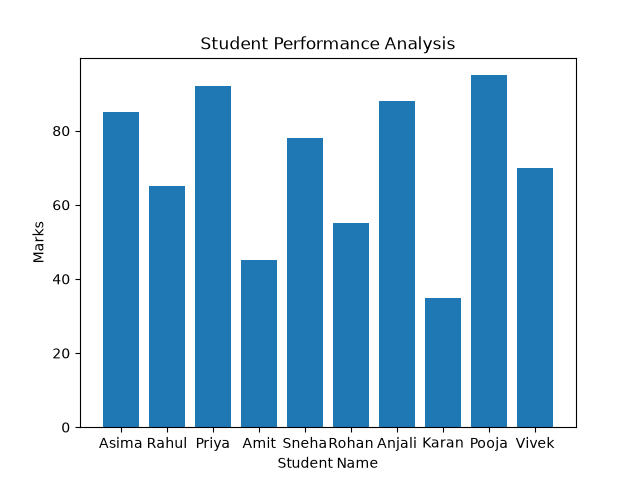 Student Performance Analysis
Marks
80
60
40
20
0
Asima Rahul Priya Amit Sneha Rohan Anjali Karan Pooja Vivek
Student Name